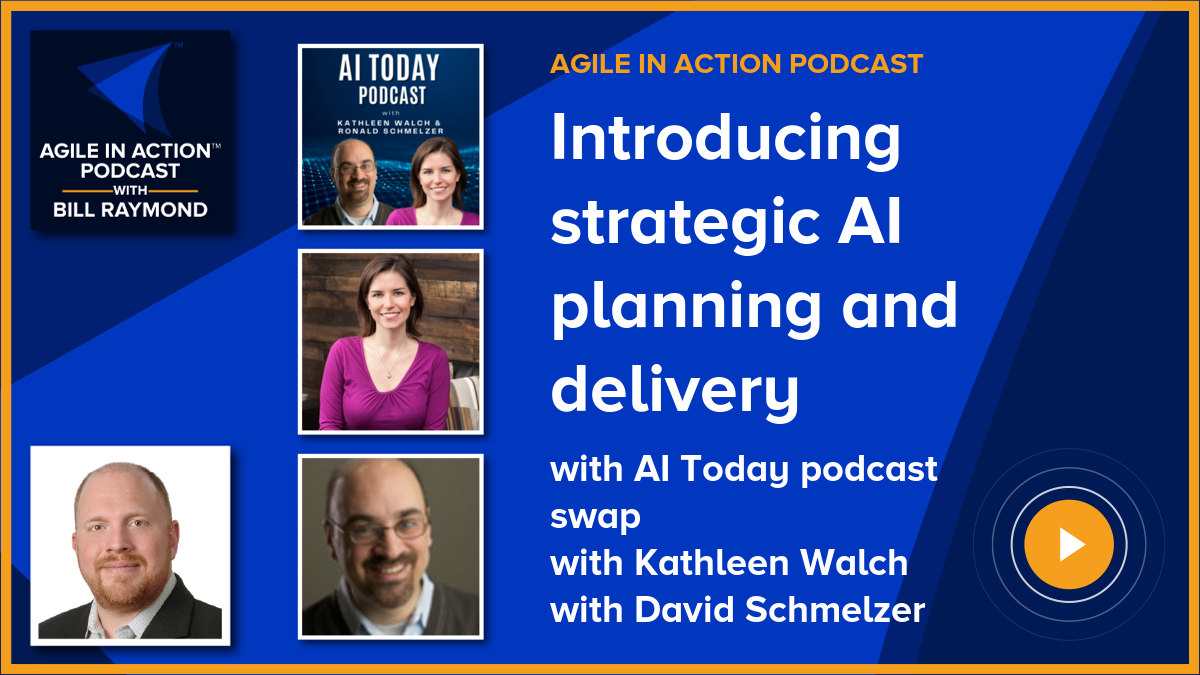 AGILE IN ACTION™
PODCAST
WITH
BILL RAYMOND
TM
AI TODAY
PODCAST
with
KATHLEEN WALCH &
RONALD SCHMELZER
AGILE IN ACTION PODCAST
Introducing
strategic AI
planning and
delivery
with AI Today podcast
swap
with Kathleen Walch
with David Schmelzer